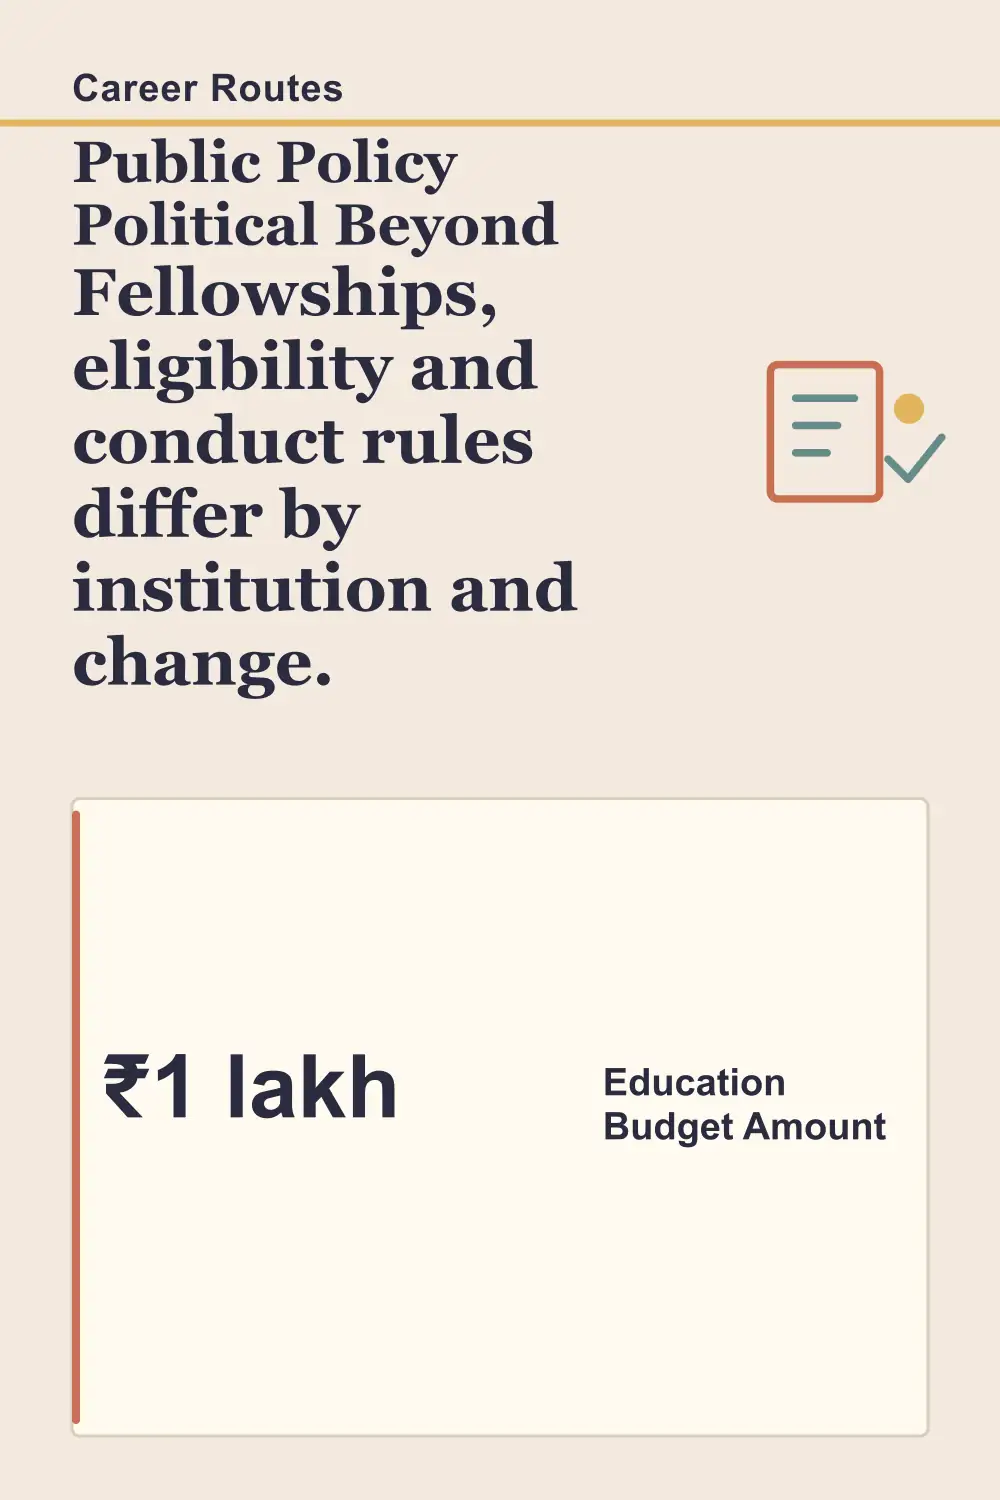 Career Routes
Public Policy
Political Beyond
Fellowships,
eligibility and
conduct rules
differ by
institution and
change.
₹1 lakh
Education
Budget Amount